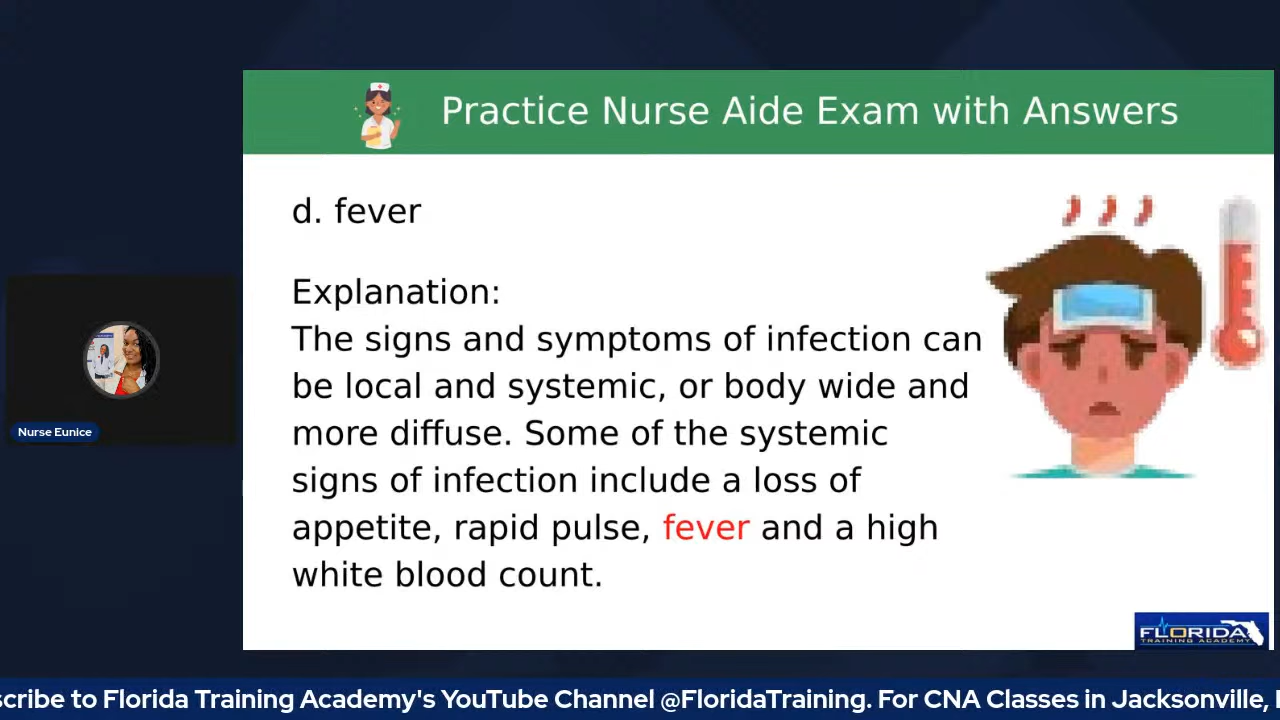 Practice Nurse Aide Exam with Answers
d. fever
Explanation:
The signs and symptoms of infection can
be local and systemic, or body wide and
more diffuse. Some of the systemic
signs of infection include a loss of
appetite, rapid pulse, fever and a high
white blood count.
Nurse Eunice
FLORIDA
TRAINING ACADEMY
scribe to Florida Training Academy's YouTube Channel @FloridaTraining. For CNA Classes in Jacksonville,